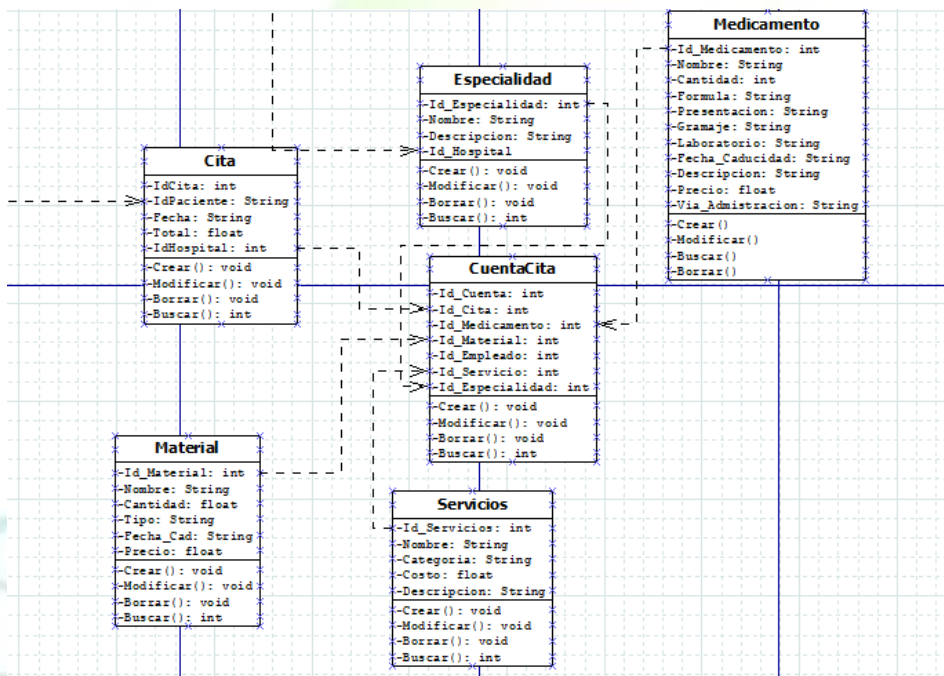 Medicamento
-Id_Medicamento: int
-Nombre: String
-Cantidad: int
-Formula: String
-Presentacion: String
-Gramaje: String
-Laboratorio: String
-Fecha_Caducidad: String
-Descripcion: String
-Precio: float
-Via_Admistracion: String
-Crear()
-Modificar()
-Buscar()
-Borrar()
Especialidad
-Id_Especialidad: int
-Nombre: String
-Descripcion: String
-Id_Hospital
-Crear(): void
-Modificar(): void
-Borrar(): void
-Buscar(): int
Cita
-IdCita: int
-IdPaciente: String
-Fecha: String
-Total: float
-IdHospital: int
-Crear(): void
-Modificar(): void
-Borrar(): void
-Buscar(): int
CuentaCita
-Id_Cuenta: int
-Id_Cita: int
-Id_Medicamento: int
-Id_Material: int
-Id_Empleado: int
-Id_Servicio: int
-Id_Especialidad: int
-Crear(): void
-Modificar(): void
-Borrar(): void
-Buscar(): int
Material
-Id_Material: int
-Nombre: String
-Cantidad: float
-Tipo: String
-Fecha_Cad: String
-Precio: float
-Crear(): void
-Modificar(): void
-Borrar(): void
-Buscar(): int
Servicios
-Id_Servicios: int
-Nombre: String
-Categoria: String
-Costo: float
-Descripcion: String
-Crear(): void
-Modificar(): void
-Borrar(): void
-Buscar(): int